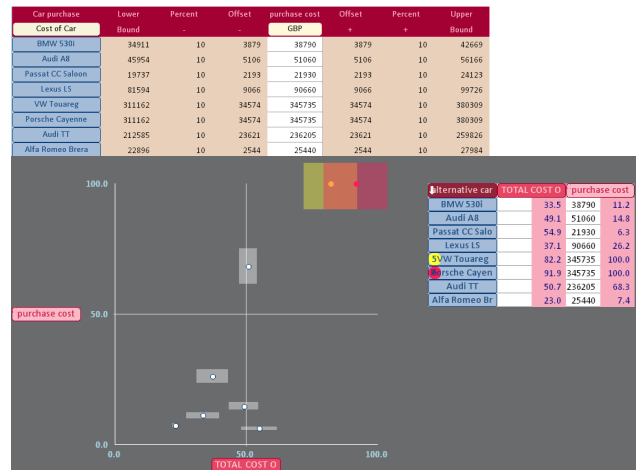 Car purchase Lower Percent Offset purchase cost Offset Percent Upper
Cost of Car Bound - - GBP + + Bound
BMW 530i 34911 10 3879 38790 3879 10 42669
Audi A8 45954 10 5106 51060 5106 10 56166
Passat CC Saloon 19737 10 2193 21930 2193 10 24123
Lexus LS 81594 10 9066 90660 9066 10 99726
VW Touareg 311162 10 34574 345735 34574 10 380309
Porsche Cayenne 311162 10 34574 345735 34574 10 380309
Audi TT 212585 10 23621 236205 23621 10 259826
Alfa Romeo Brera 22896 10 2544 25440 2544 10 27984
100.0
lternative car TOTAL COST O purchase cost
BMW 530i 33.5 38790 11.2
Audi A8 49.1 51060 14.8
Passat CC Salo 54.9 21930 6.3
Lexus LS 37.1 90660 26.2
5VW Touareg 82.2 345735 100.0
orsche Cayen 91.9 345735 100.0
Audi TT 50.7 236205 68.3
Alfa Romeo Br 23.0 25440 7.4
purchase cost 50.0
0.0
0.0 50.0 100.0
TOTAL COST O